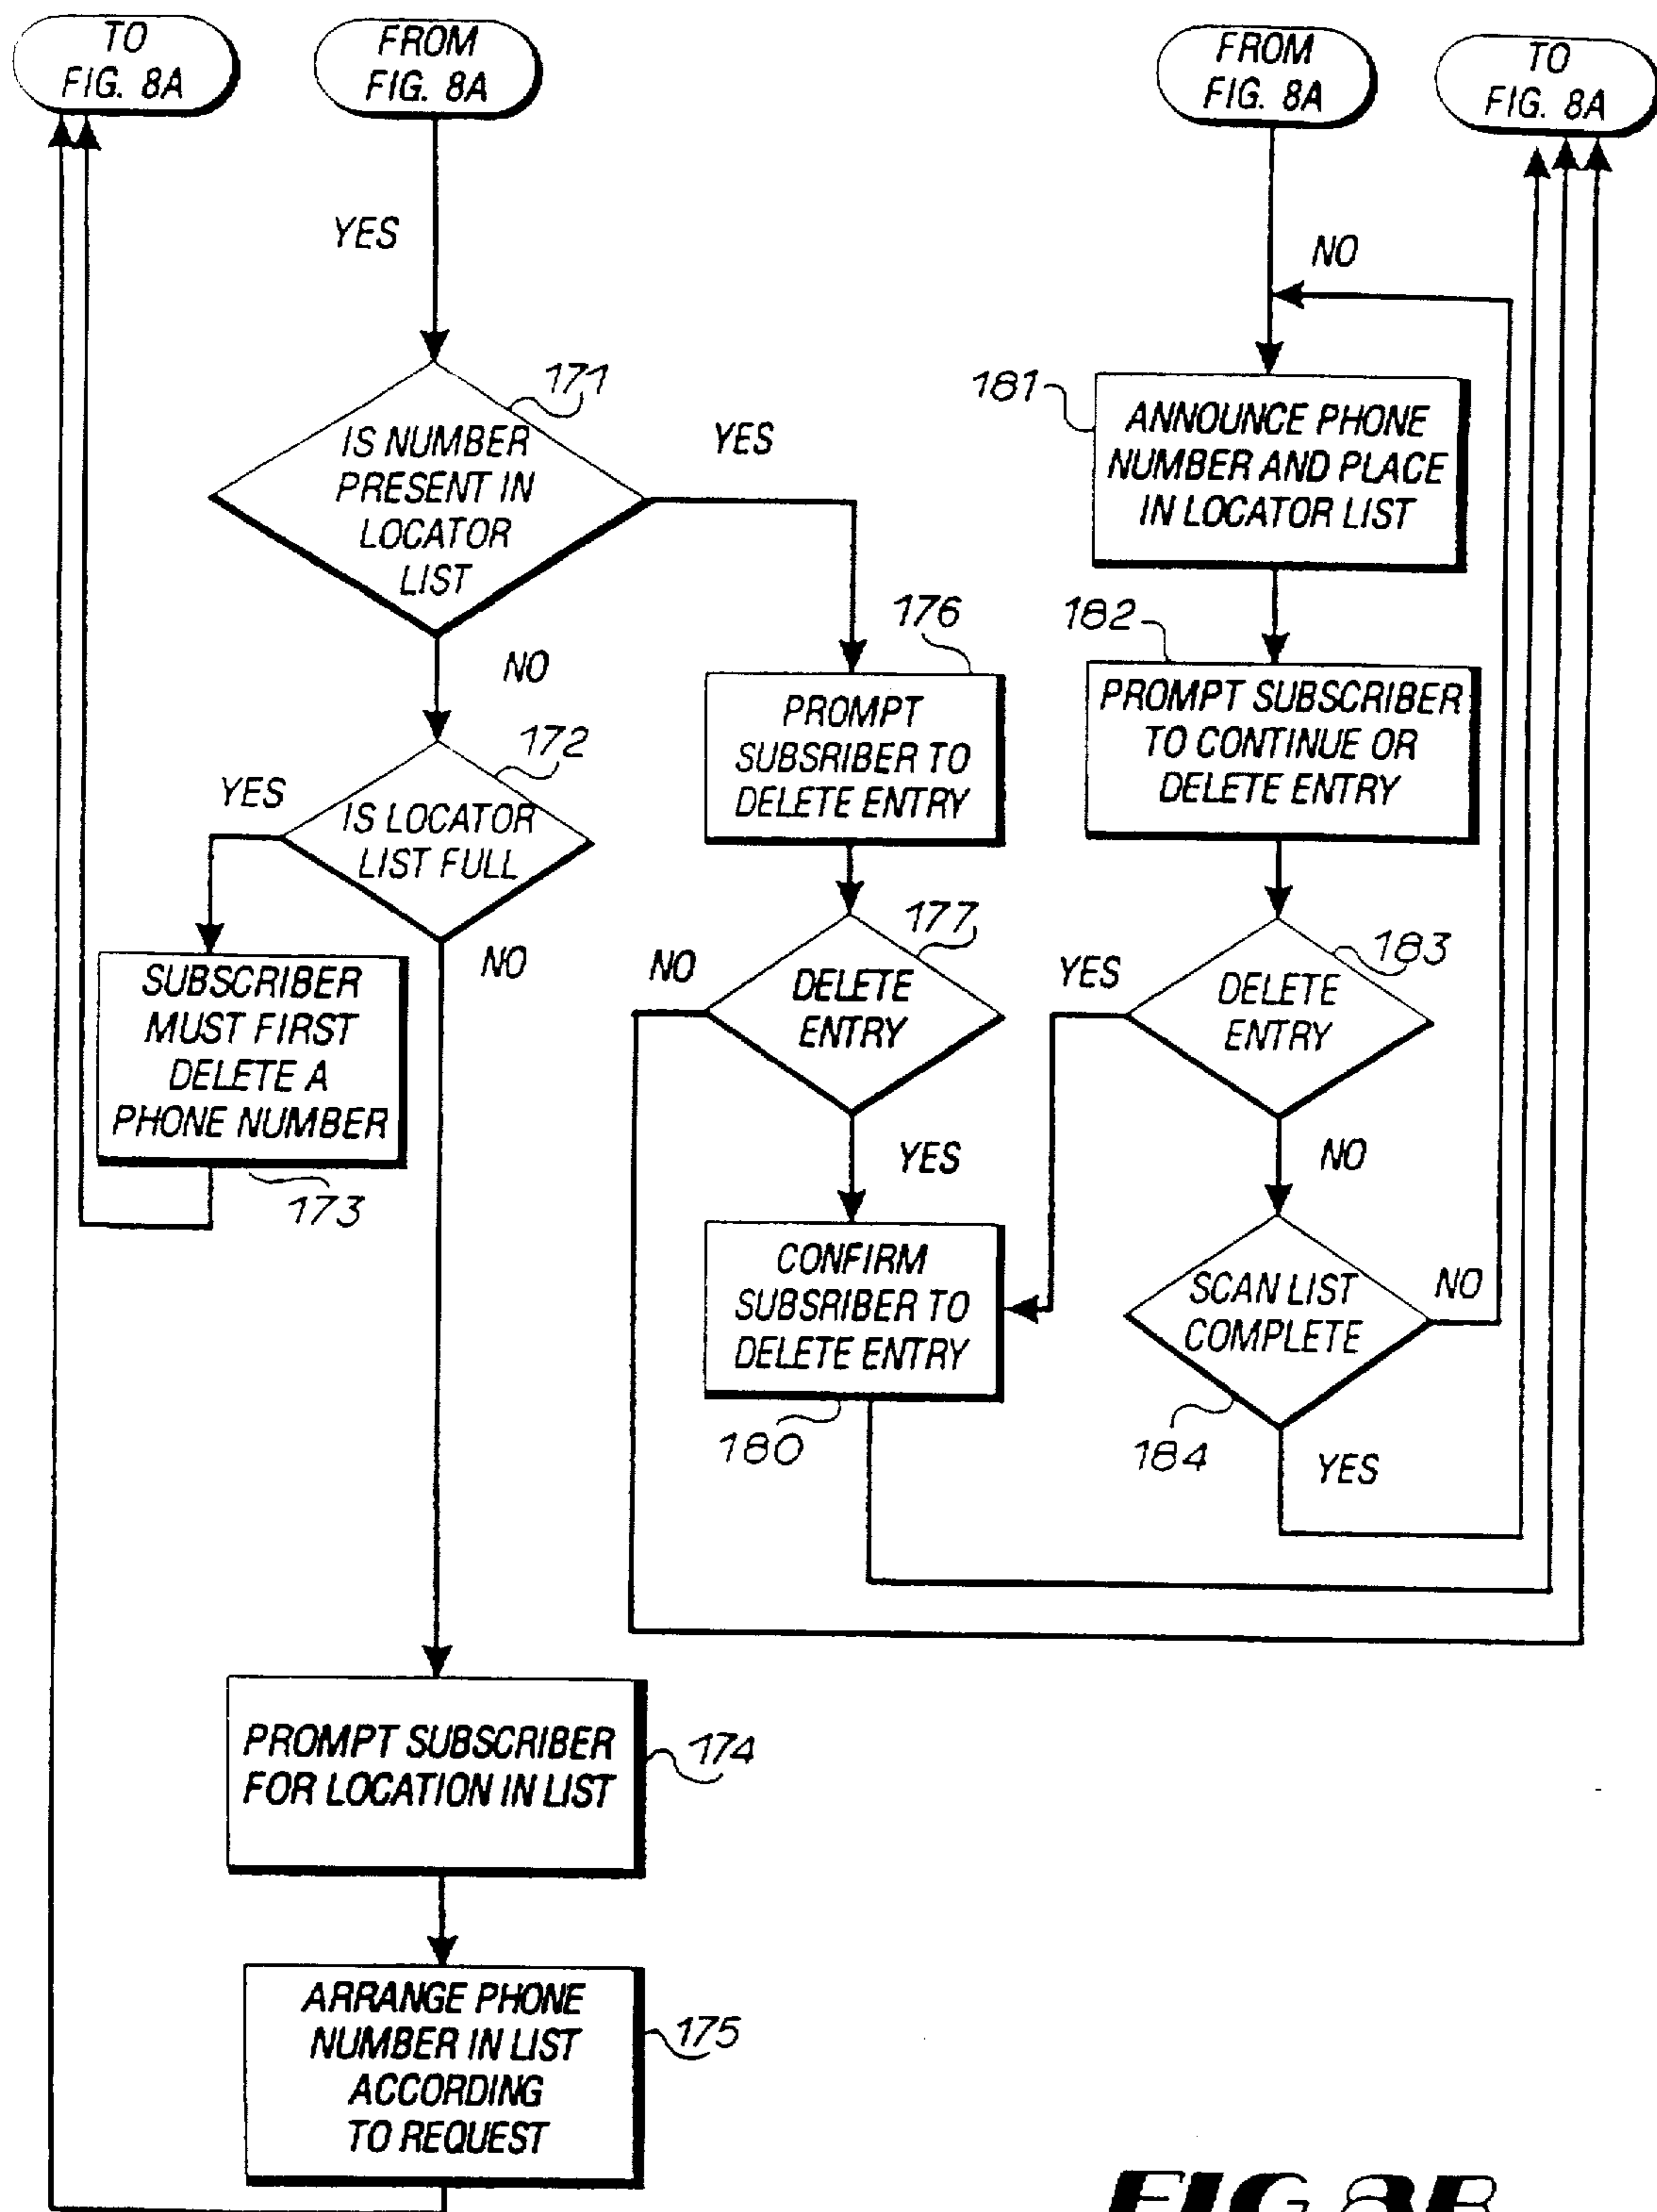 TO
FIG. 8A
FROM
FIG. 8A
FROM
FIG. 8A
TO
FIG. 8A
YES
NO
171
IS NUMBER
PRESENT IN
LOCATOR
LIST
YES
NO
181
ANNOUNCE PHONE
NUMBER AND PLACE
IN LOCATOR LIST
176
PROMPT
SUBSRIBER TO
DELETE ENTRY
182
PROMPT SUBSCRIBER
TO CONTINUE OR
DELETE ENTRY
172
YES
IS LOCATOR
LIST FULL
NO
SUBSCRIBER
MUST FIRST
DELETE A
PHONE NUMBER
173
177
NO
DELETE
ENTRY
YES
183
YES
DELETE
ENTRY
NO
CONFIRM
SUBSRIBER TO
DELETE ENTRY
180
SCAN LIST
COMPLETE
NO
184
YES
PROMPT SUBSCRIBER
FOR LOCATION IN LIST
174
ARRANGE PHONE
NUMBER IN LIST
ACCORDING
TO REQUEST
175
FIG 8B